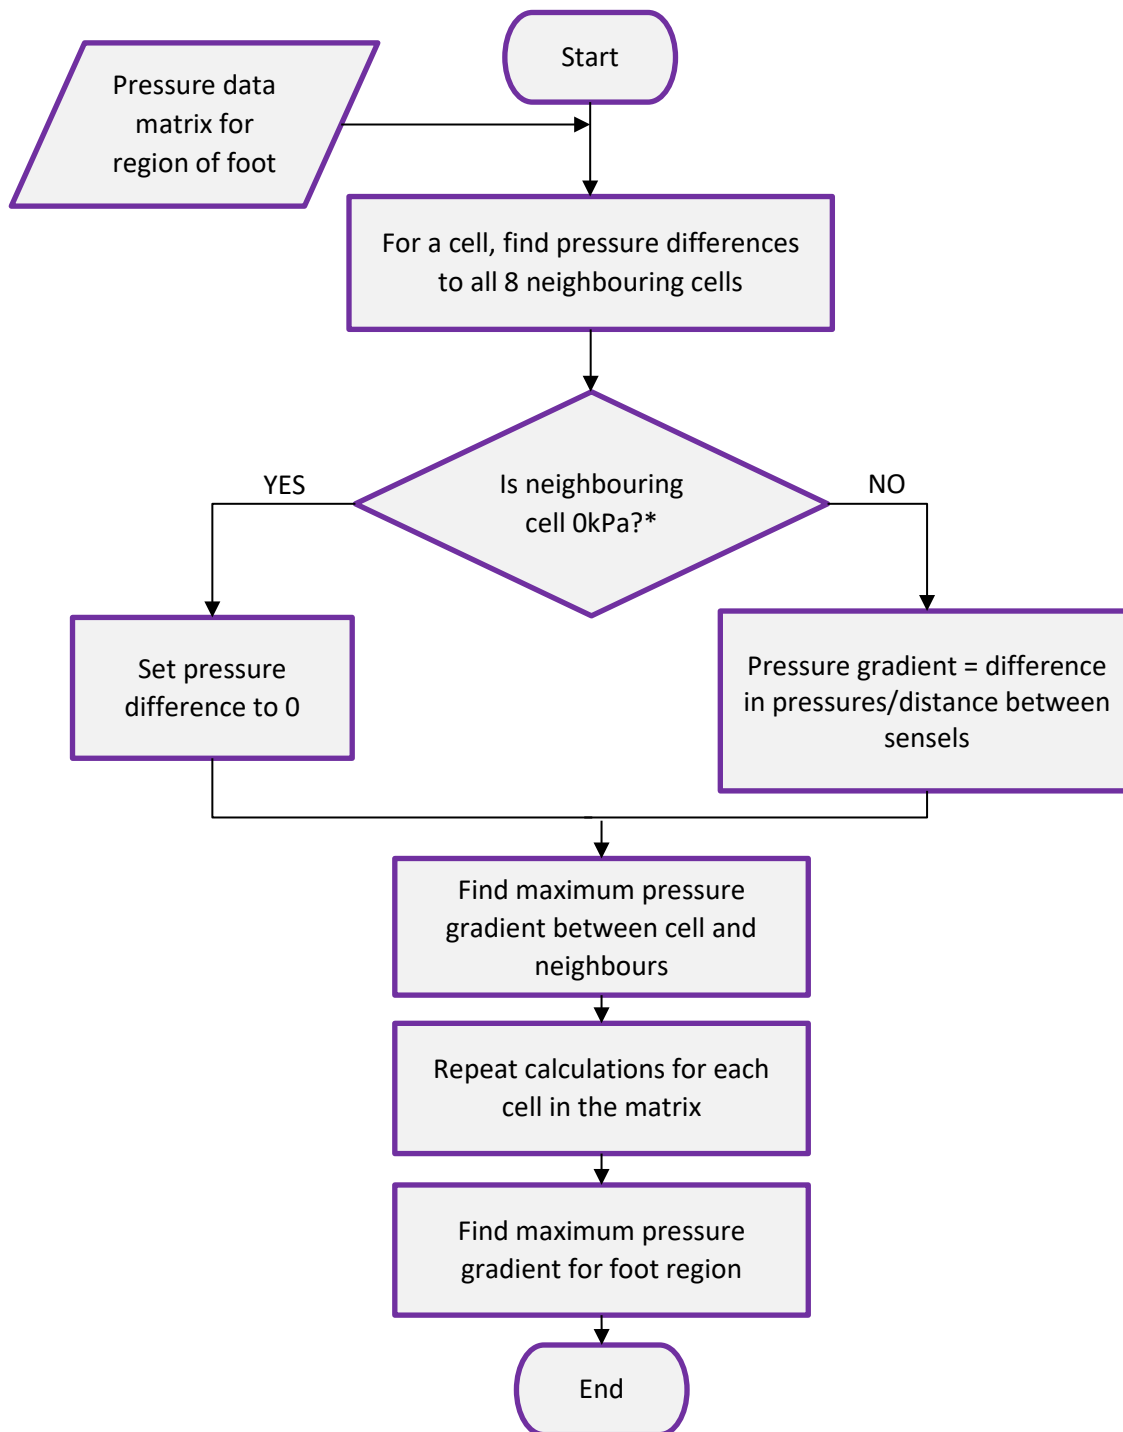 Start
Pressure data
matrix for
region of foot
For a cell, find pressure differences
to all 8 neighbouring cells
Is neighbouring
cell 0kPa?*
YES
NO
Set pressure
difference to 0
Pressure gradient = difference
in pressures/distance between
sensels
Find maximum pressure
gradient between cell and
neighbours
Repeat calculations for each
cell in the matrix
Find maximum pressure
gradient for foot region
End